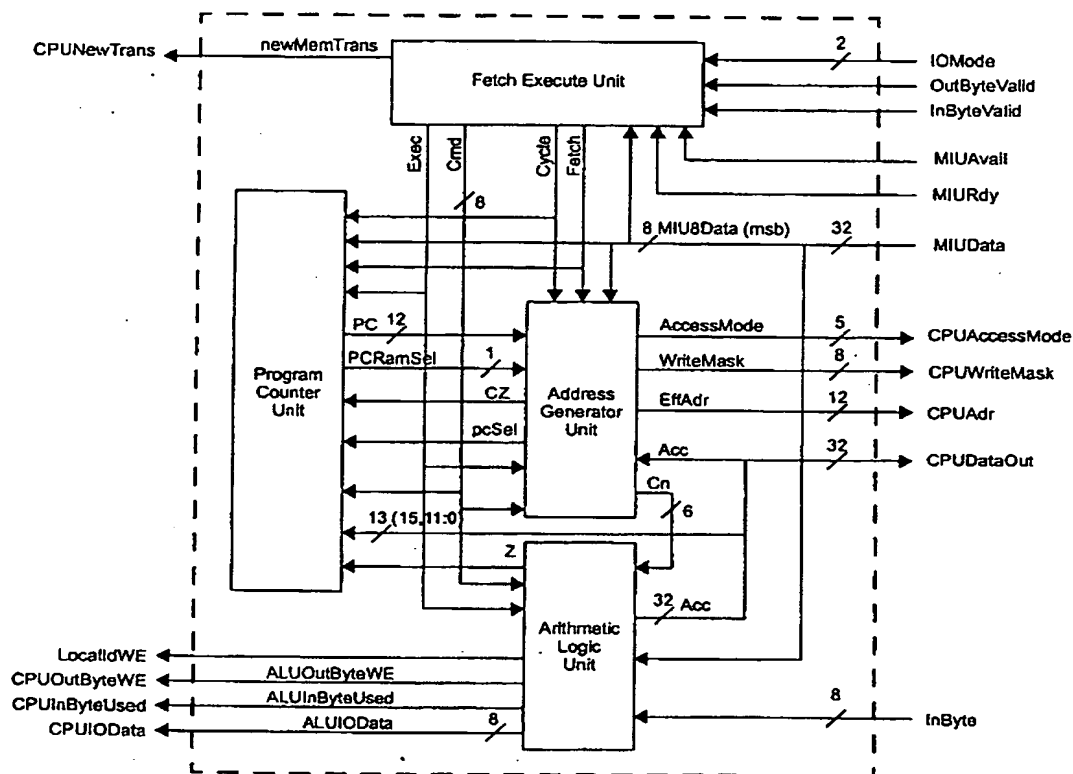 CPUNewTrans
newMemTrans
Fetch Execute Unit
2
IOMode
OutByteValid
InByteValid
MIUAvail
MIURdy
Exec
Cmd
Cycle
Fetch
8
8 MIU8Data (msb)
32
MIUData
PC
12
PCRamSel
1
CZ
pcSel
Program
Counter
Unit
Address
Generator
Unit
AccessMode
5
CPUAccessMode
WriteMask
8
CPUWriteMask
EffAdr
12
CPUAdr
Acc
32
CPUDataOut
Cn
6
13 (15,11:0)
Z
32 Acc
Arithmetic
Logic
Unit
LocalIdWE
CPUOutByteWE
ALUOutByteWE
CPUInByteUsed
ALUInByteUsed
CPUIOData
ALUIOData
8
8
InByte